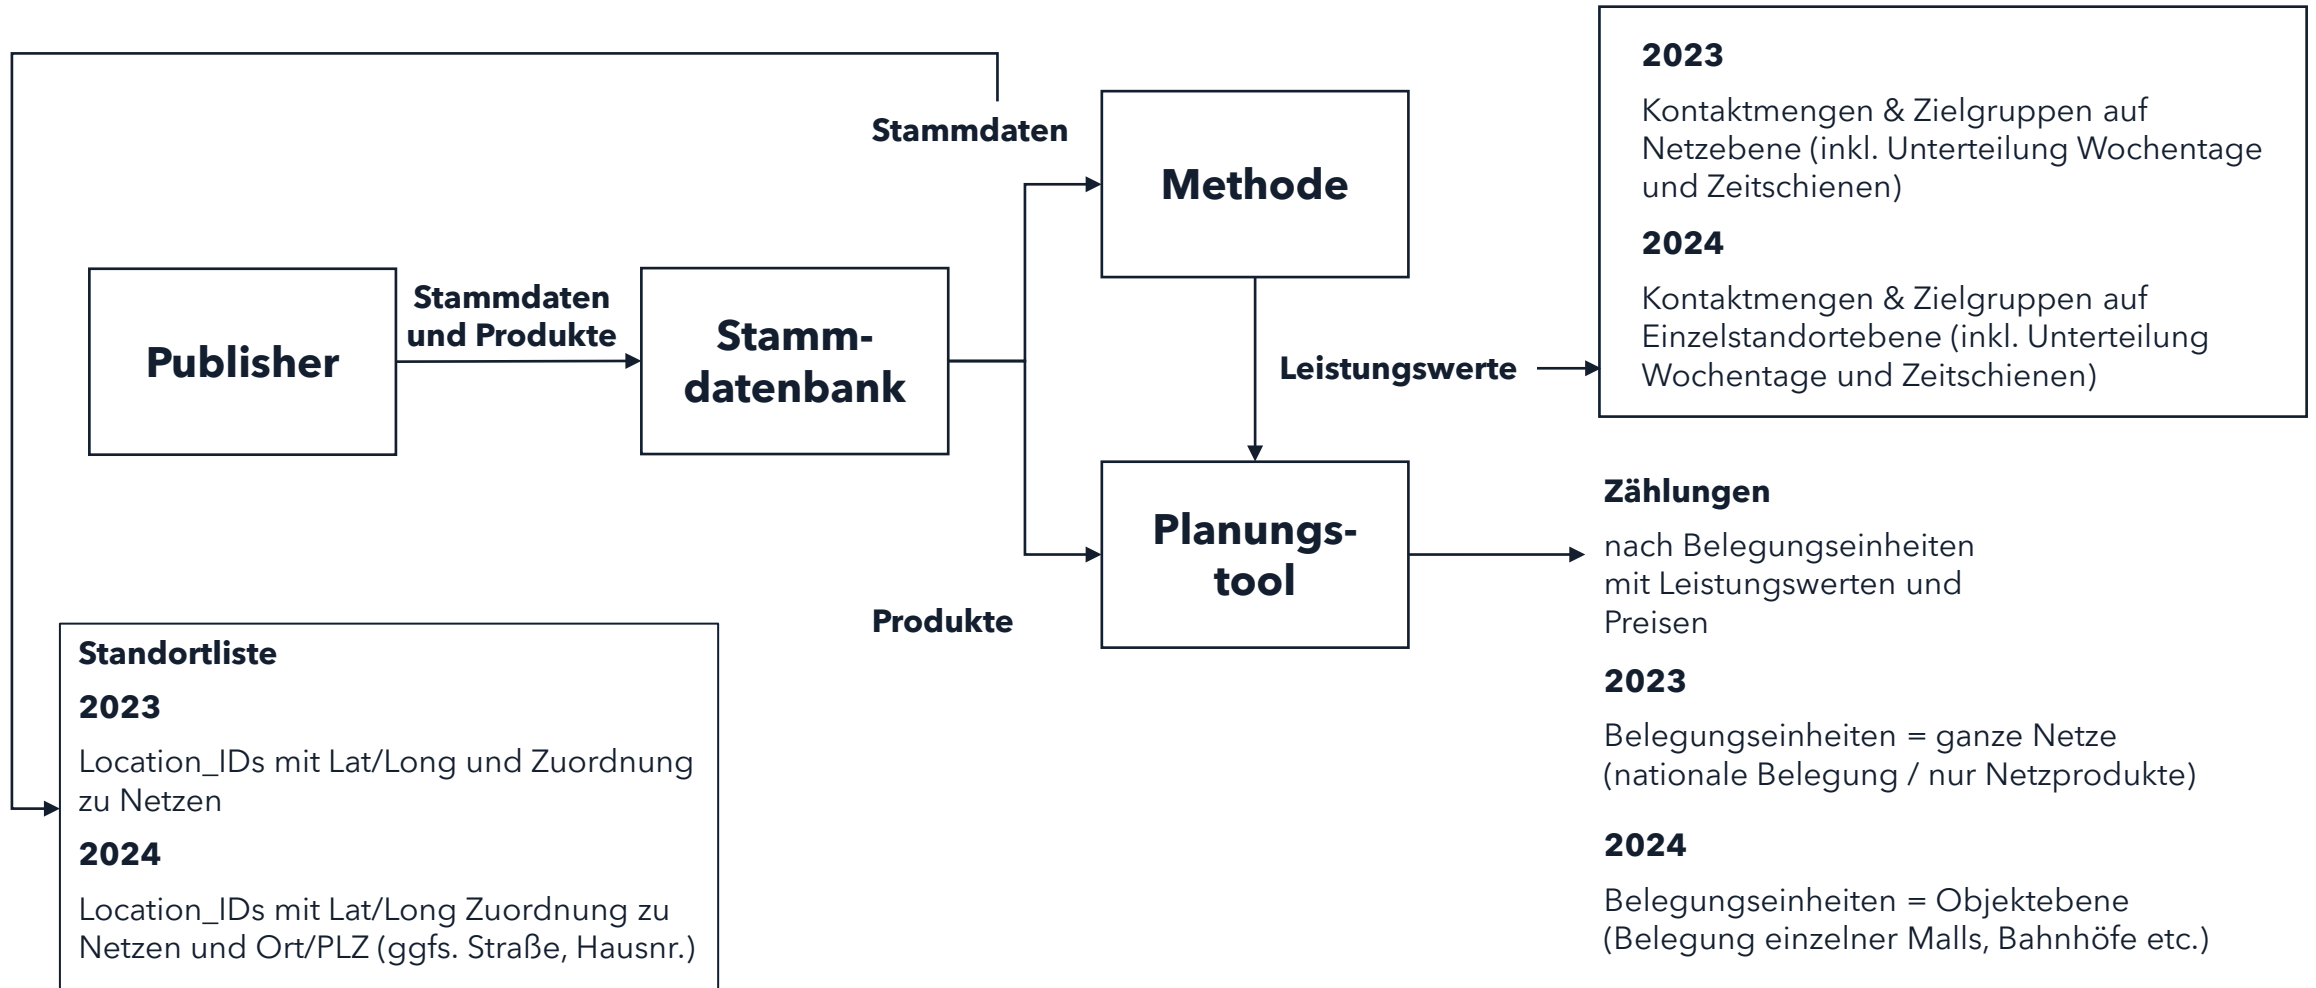 Stammdaten
Methode
2023
Kontaktmengen & Zielgruppen auf
Netzebene (inkl. Unterteilung Wochentage
und Zeitschienen)
2024
Kontaktmengen & Zielgruppen auf
Einzelstandortebene (inkl. Unterteilung
Wochentage und Zeitschienen)
Publisher
Stammdaten
und Produkte
Stamm-
datenbank
Leistungswerte
Planungs-
tool
Produkte
Zählungen
nach Belegungseinheiten
mit Leistungswerten und
Preisen
2023
Belegungseinheiten = ganze Netze
(nationale Belegung / nur Netzprodukte)
2024
Belegungseinheiten = Objektebene
(Belegung einzelner Malls, Bahnhöfe etc.)
Standortliste
2023
Location_IDs mit Lat/Long und Zuordnung
zu Netzen
2024
Location_IDs mit Lat/Long Zuordnung zu
Netzen und Ort/PLZ (ggfs. Straße, Hausnr.)